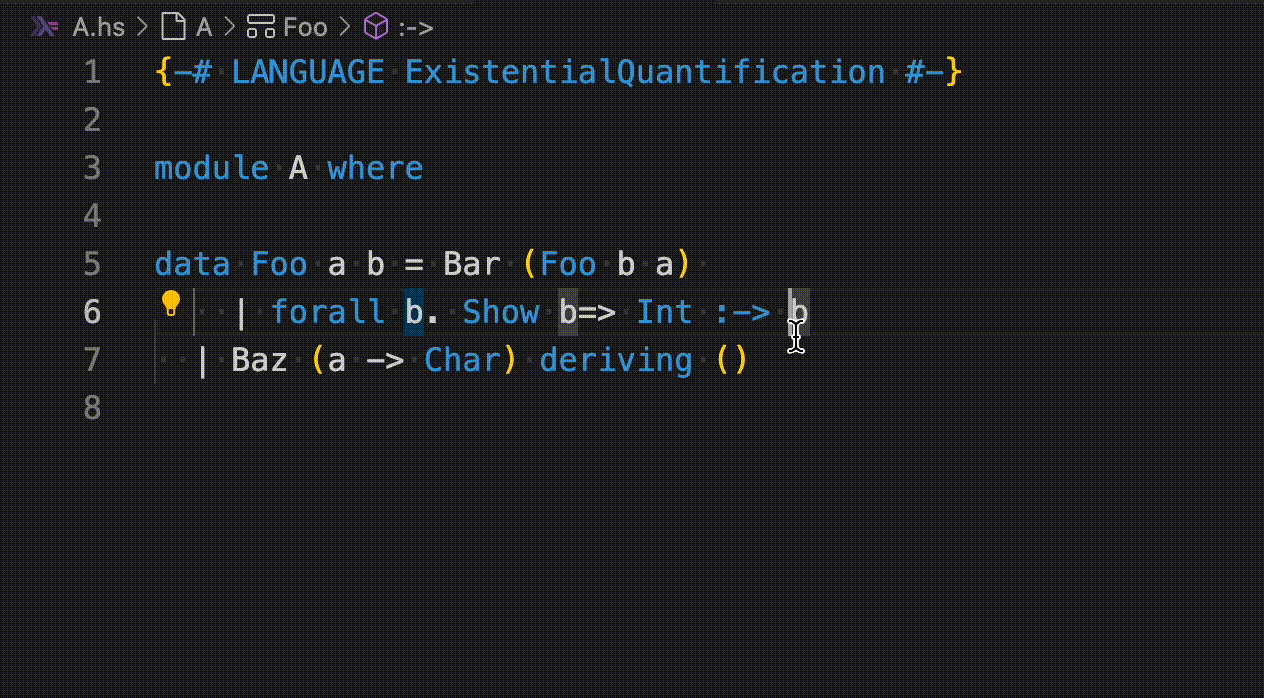 A.hs > A > Foo > :->
1 {-# LANGUAGE ExistentialQuantification #-}
2
3 module A where
4
5 data Foo a b = Bar (Foo b a)
6     | forall b. Show b=> Int :-> b
7   | Baz (a -> Char) deriving ()
8